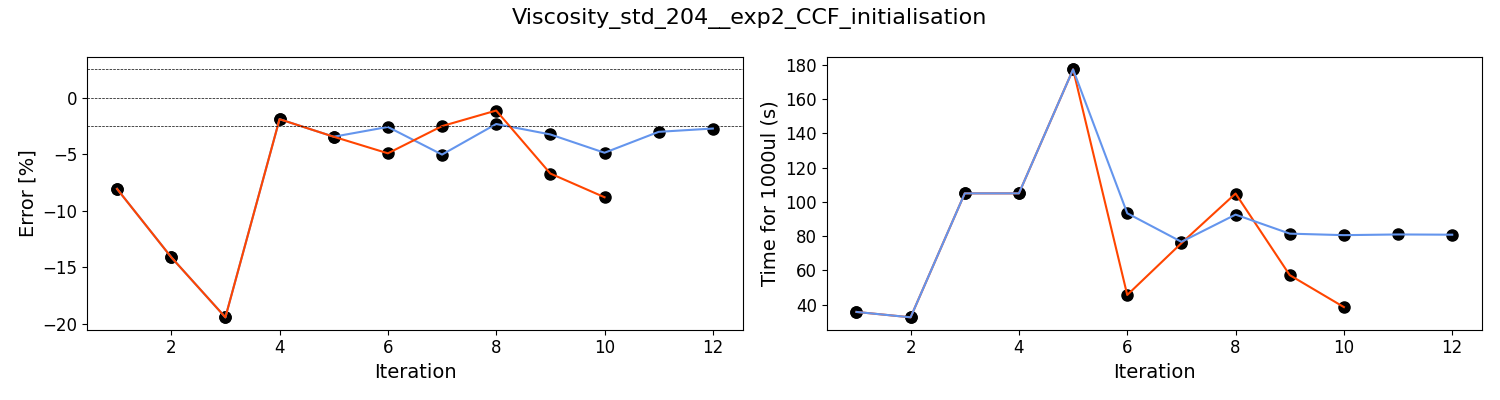 Viscosity_std_204__exp2_CCF_initialisation
Error [%]
0
−5
−10
−15
−20
2 4 6 8 10 12
Iteration
Time for 1000ul (s)
180
160
140
120
100
80
60
40
2 4 6 8 10 12
Iteration